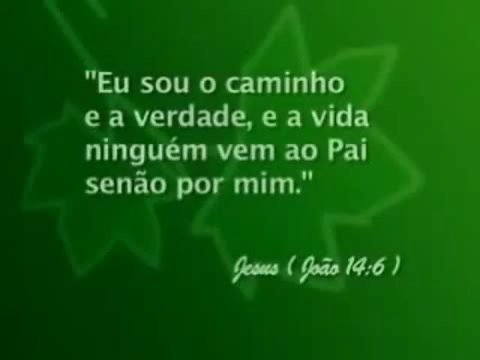 "Eu sou o caminho
e a verdade, e a vida
ninguém vem ao Pai
senão por mim."
Jesus ( João 14:6 )